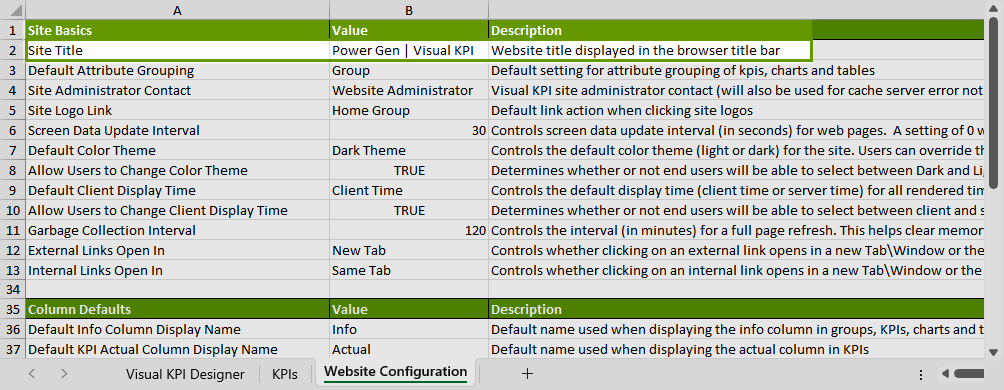 A B
1 Site Basics Value Description
2 Site Title Power Gen | Visual KPI Website title displayed in the browser title bar
3 Default Attribute Grouping Group Default setting for attribute grouping of kpis, charts and tables
4 Site Administrator Contact Website Administrator Visual KPI site administrator contact (will also be used for cache server error not
5 Site Logo Link Home Group Default link action when clicking site logos
6 Screen Data Update Interval 30 Controls screen data update interval (in seconds) for web pages. A setting of 0 w
7 Default Color Theme Dark Theme Controls the default color theme (light or dark) for the site. Users can override th
8 Allow Users to Change Color Theme TRUE Determines whether or not end users will be able to select between Dark and Li
9 Default Client Display Time Client Time Controls the default display time (client time or server time) for all rendered tim
10 Allow Users to Change Client Display Time TRUE Determines whether or not end users will be able to select between client and s
11 Garbage Collection Interval 120 Controls the interval (in minutes) for a full page refresh. This helps clear memor
12 External Links Open In New Tab Controls whether clicking on an external link opens in a new Tab\Window or the
13 Internal Links Open In Same Tab Controls whether clicking on an internal link opens in a new Tab\Window or the
34
35 Column Defaults Value Description
36 Default Info Column Display Name Info Default name used when displaying the info column in groups, KPIs, charts and t
37 Default KPI Actual Column Display Name Actual Default name used when displaying the actual column in KPIs
Visual KPI Designer KPIs Website Configuration +